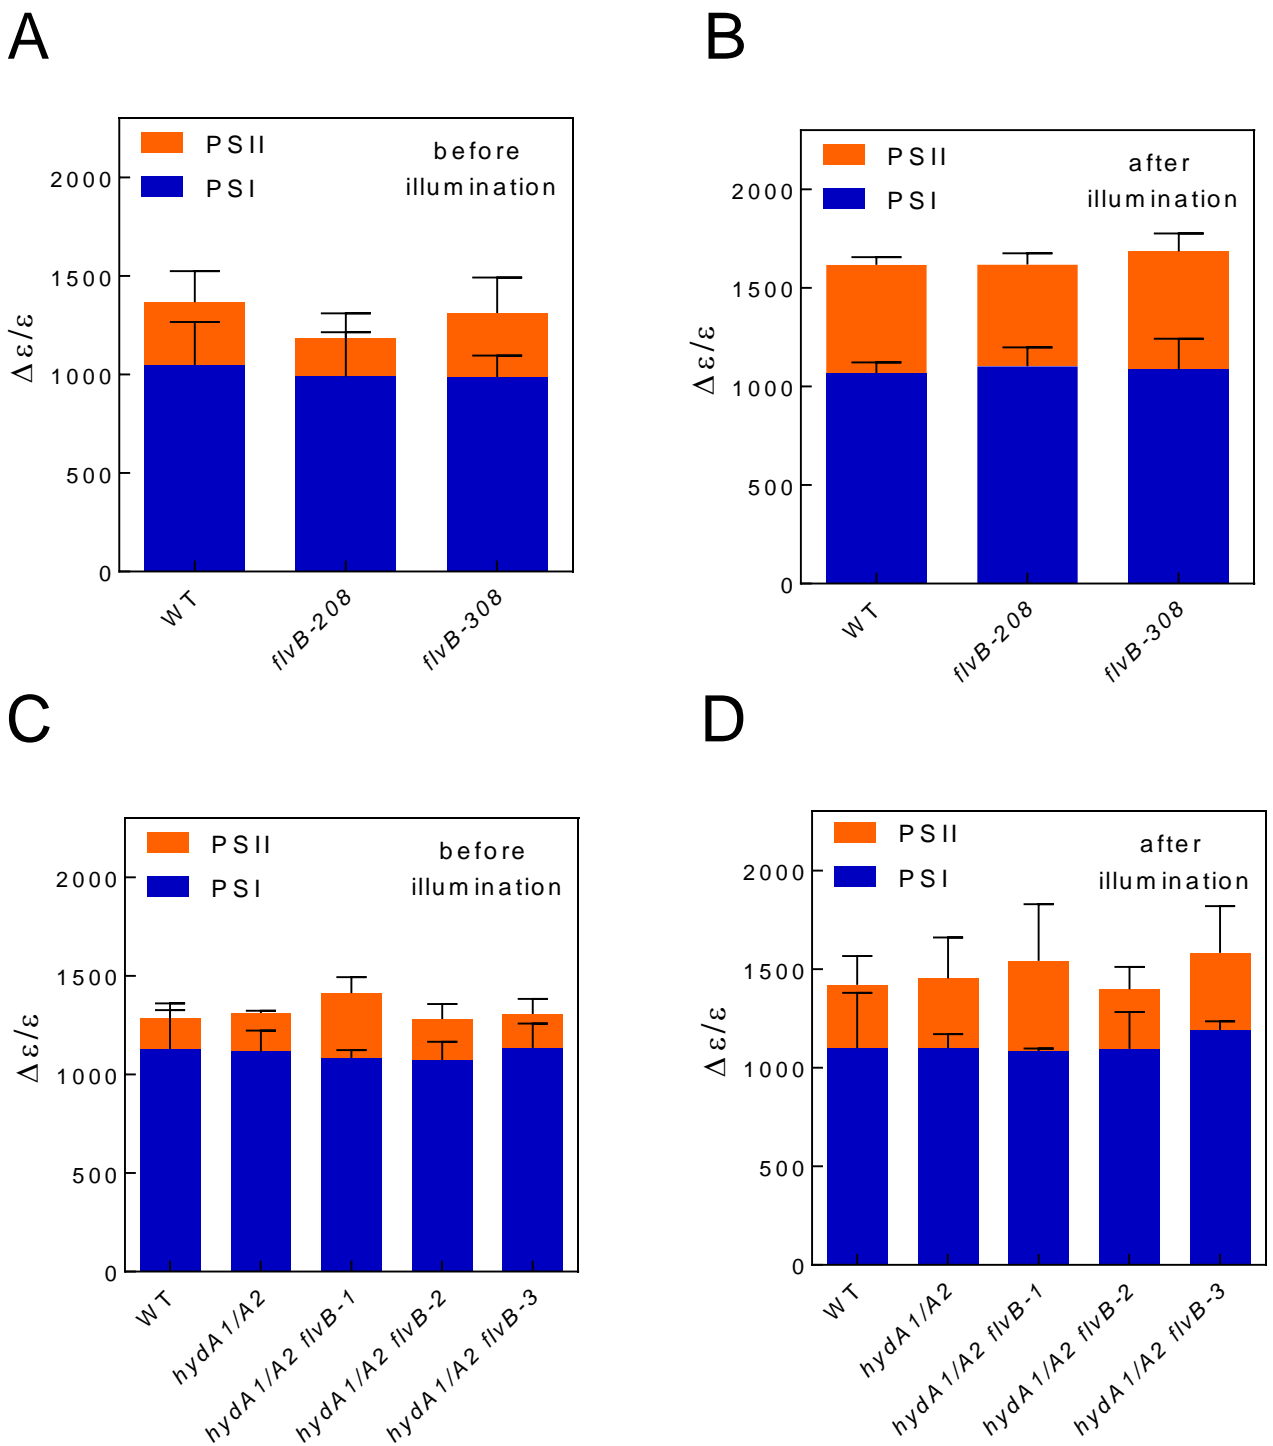 A
PSII
PSI
before
illumination
2000
1500
1000
500
0
Δε/ε
WT
flvB-208
flvB-308
B
PSII
PSI
after
illumination
2000
1500
1000
500
0
Δε/ε
WT
flvB-208
flvB-308
C
PSII
PSI
before
illumination
2000
1500
1000
500
0
Δε/ε
WT
hydA1/A2
hydA1/A2 flvB-1
hydA1/A2 flvB-2
hydA1/A2 flvB-3
D
PSII
PSI
after
illumination
2000
1500
1000
500
0
Δε/ε
WT
hydA1/A2
hydA1/A2 flvB-1
hydA1/A2 flvB-2
hydA1/A2 flvB-3